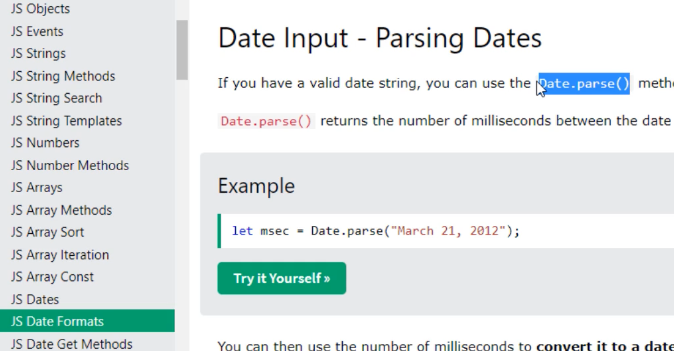 JS Objects
JS Events
JS Strings
JS String Methods
JS String Search
JS String Templates
JS Numbers
JS Number Methods
JS Arrays
JS Array Methods
JS Array Sort
JS Array Iteration
JS Array Const
JS Dates
JS Date Formats
JS Date Get Methods
Date Input - Parsing Dates
If you have a valid date string, you can use the Date.parse()
Date.parse() returns the number of milliseconds between the date
Example
let msec = Date.parse("March 21, 2012");
Try it Yourself »
You can then use the number of milliseconds to convert it to a date